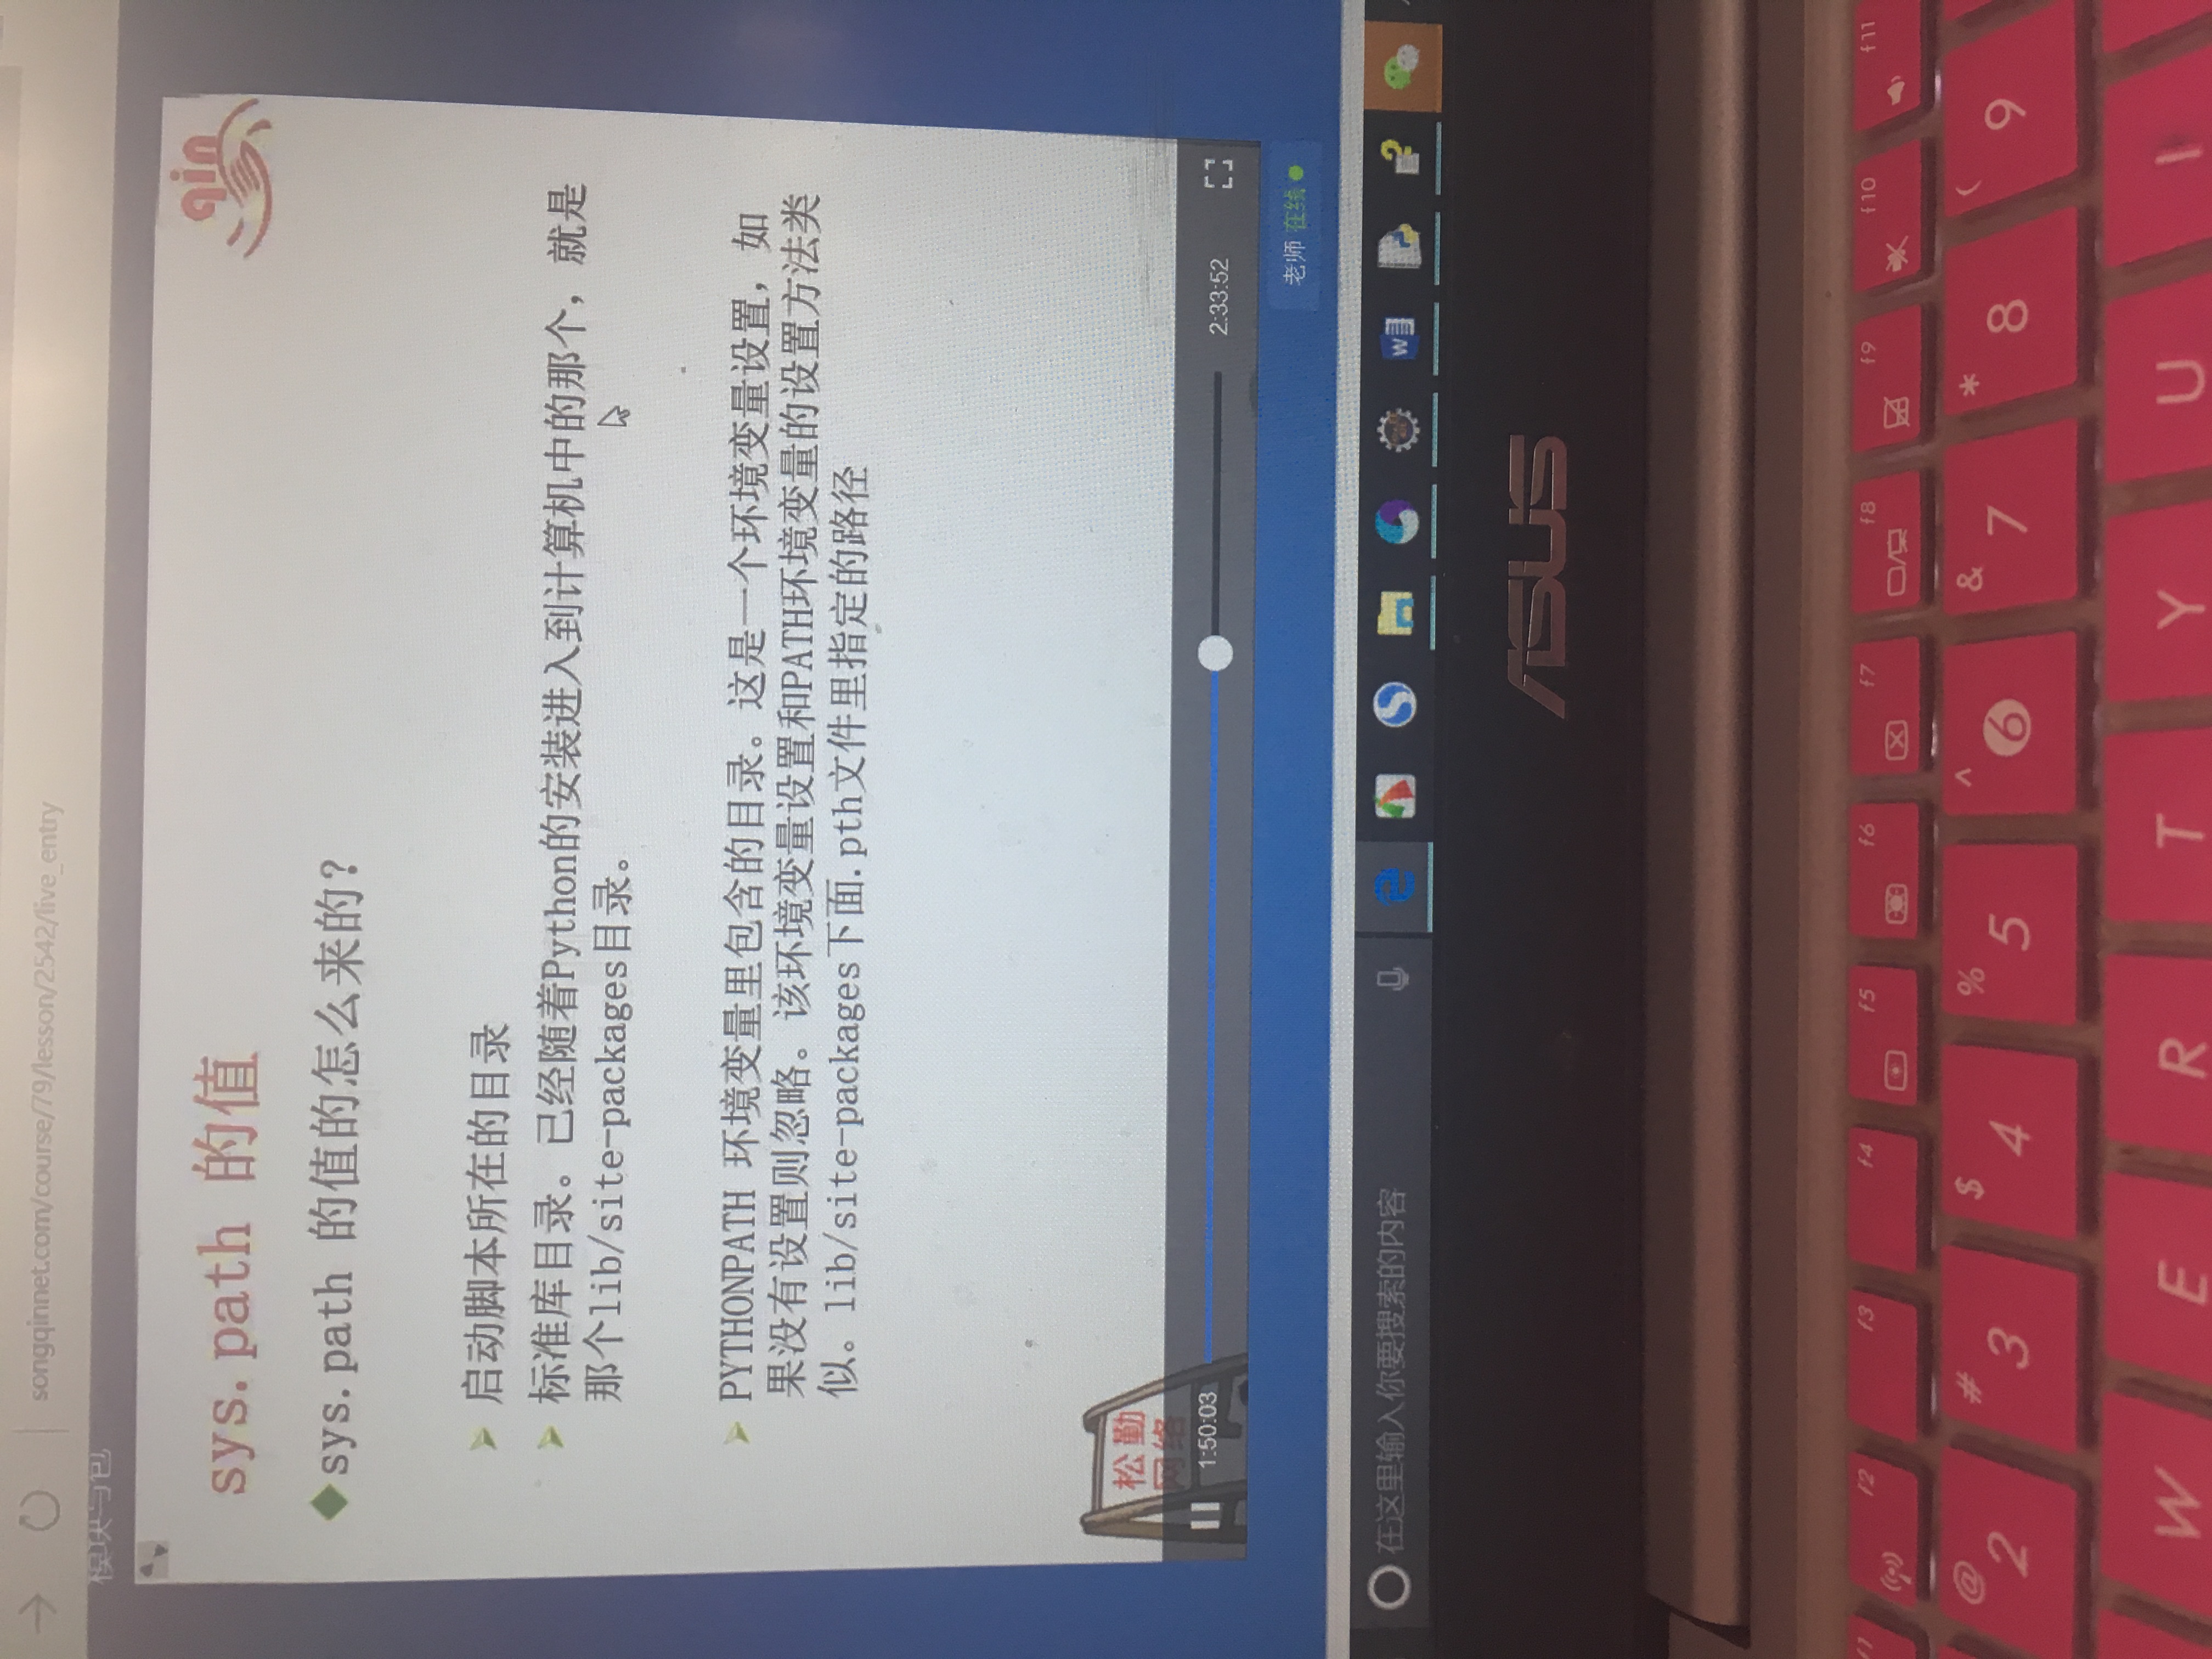 songqinnet.com/course/79/lesson/2542/live_entry
模块与包
sys.path 的值
qin
sys.path 的值的怎么来的？
启动脚本所在的目录
标准库目录。已经随着Python的安装进入到计算机中的那个，就是
那个lib/site-packages目录。
PYTHONPATH 环境变量里包含的目录。这是一个环境变量设置，如
果没有设置则忽略。该环境变量设置和PATH环境变量的设置方法类
似。lib/site-packages下面.pth文件里指定的路径
松勤
网络
1:50:03
2:33:52
老师 在线
在这里输入你要搜索的内容
ASUS
f1 f2 f3 f4 f5 f6 f7 f8 f9 f10 f11
@ # $ % ^ & * (
2 3 4 5 6 7 8 9
W E R T Y U I